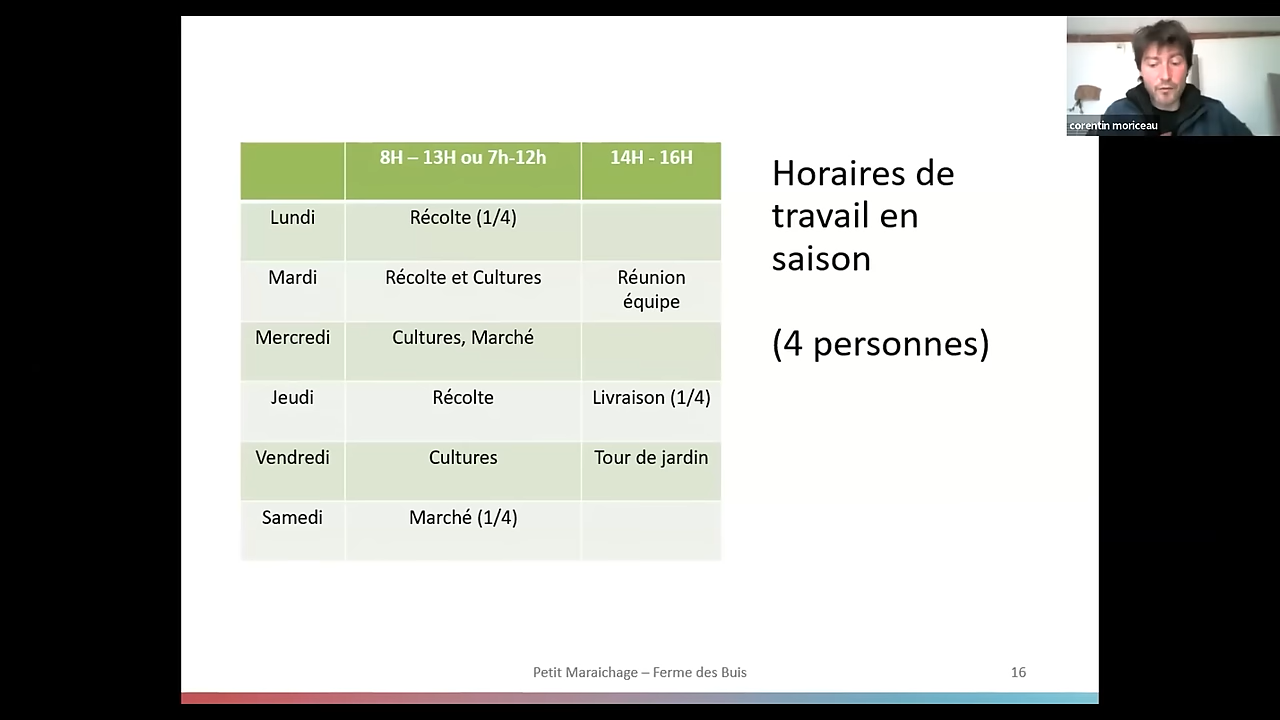 corentin moriceau
8H – 13H ou 7h-12h 14H - 16H
Lundi Récolte (1/4)
Mardi Récolte et Cultures Réunion
équipe
Mercredi Cultures, Marché
Jeudi Récolte Livraison (1/4)
Vendredi Cultures Tour de jardin
Samedi Marché (1/4)
Horaires de
travail en
saison
(4 personnes)
Petit Maraichage – Ferme des Buis 16